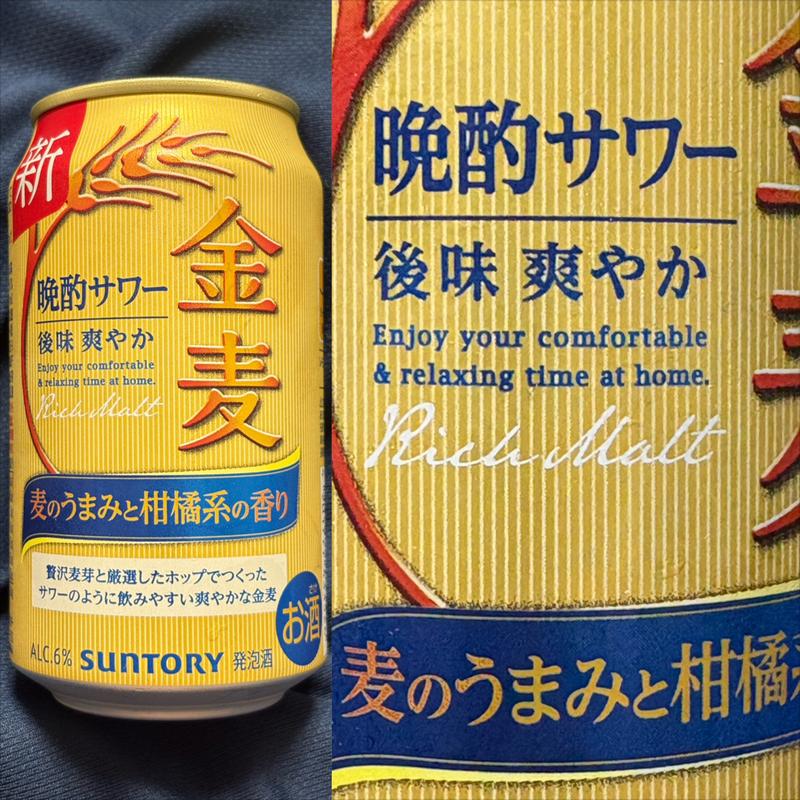 新
金麦
晩酌サワー
後味 爽やか
Enjoy your comfortable
& relaxing time at home.
Rich Malt
麦のうまみと柑橘系の香り
贅沢麦芽と厳選したホップでつくった
サワーのように飲みやすい爽やかな金麦
お酒
ALC.6% SUNTORY 発泡酒
晩酌サワー
後味 爽やか
Enjoy your comfortable
& relaxing time at home.
Rich Malt
麦のうまみと柑橘